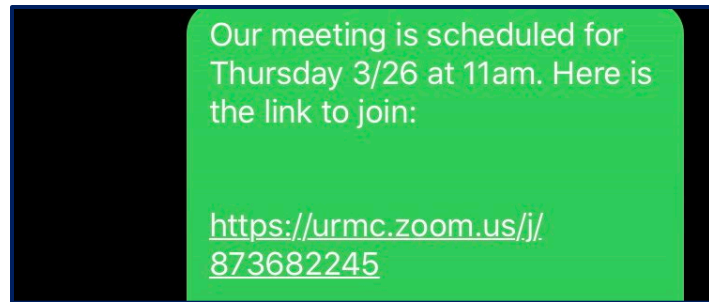 Our meeting is scheduled for
Thursday 3/26 at 11am. Here is
the link to join:
https://urmc.zoom.us/j/
873682245